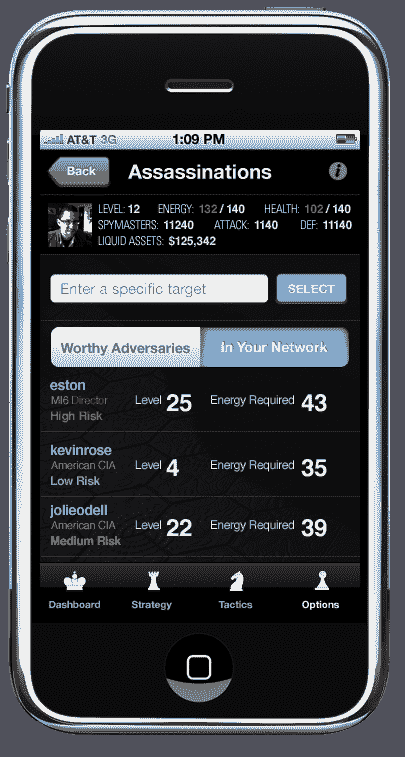 AT&T 3G 1:09 PM
Back Assassinations i
LEVEL: 12 ENERGY: 132 / 140 HEALTH: 102 / 140
SPYMASTERS: 11240 ATTACK: 1140 DEF: 11140
LIQUID ASSETS: $125,342
Enter a specific target SELECT
Worthy Adversaries In Your Network
eston
MI6 Director Level 25 Energy Required 43
High Risk
kevinrose
American CIA Level 4 Energy Required 35
Low Risk
jolieodell
American CIA Level 22 Energy Required 39
Medium Risk
Dashboard Strategy Tactics Options